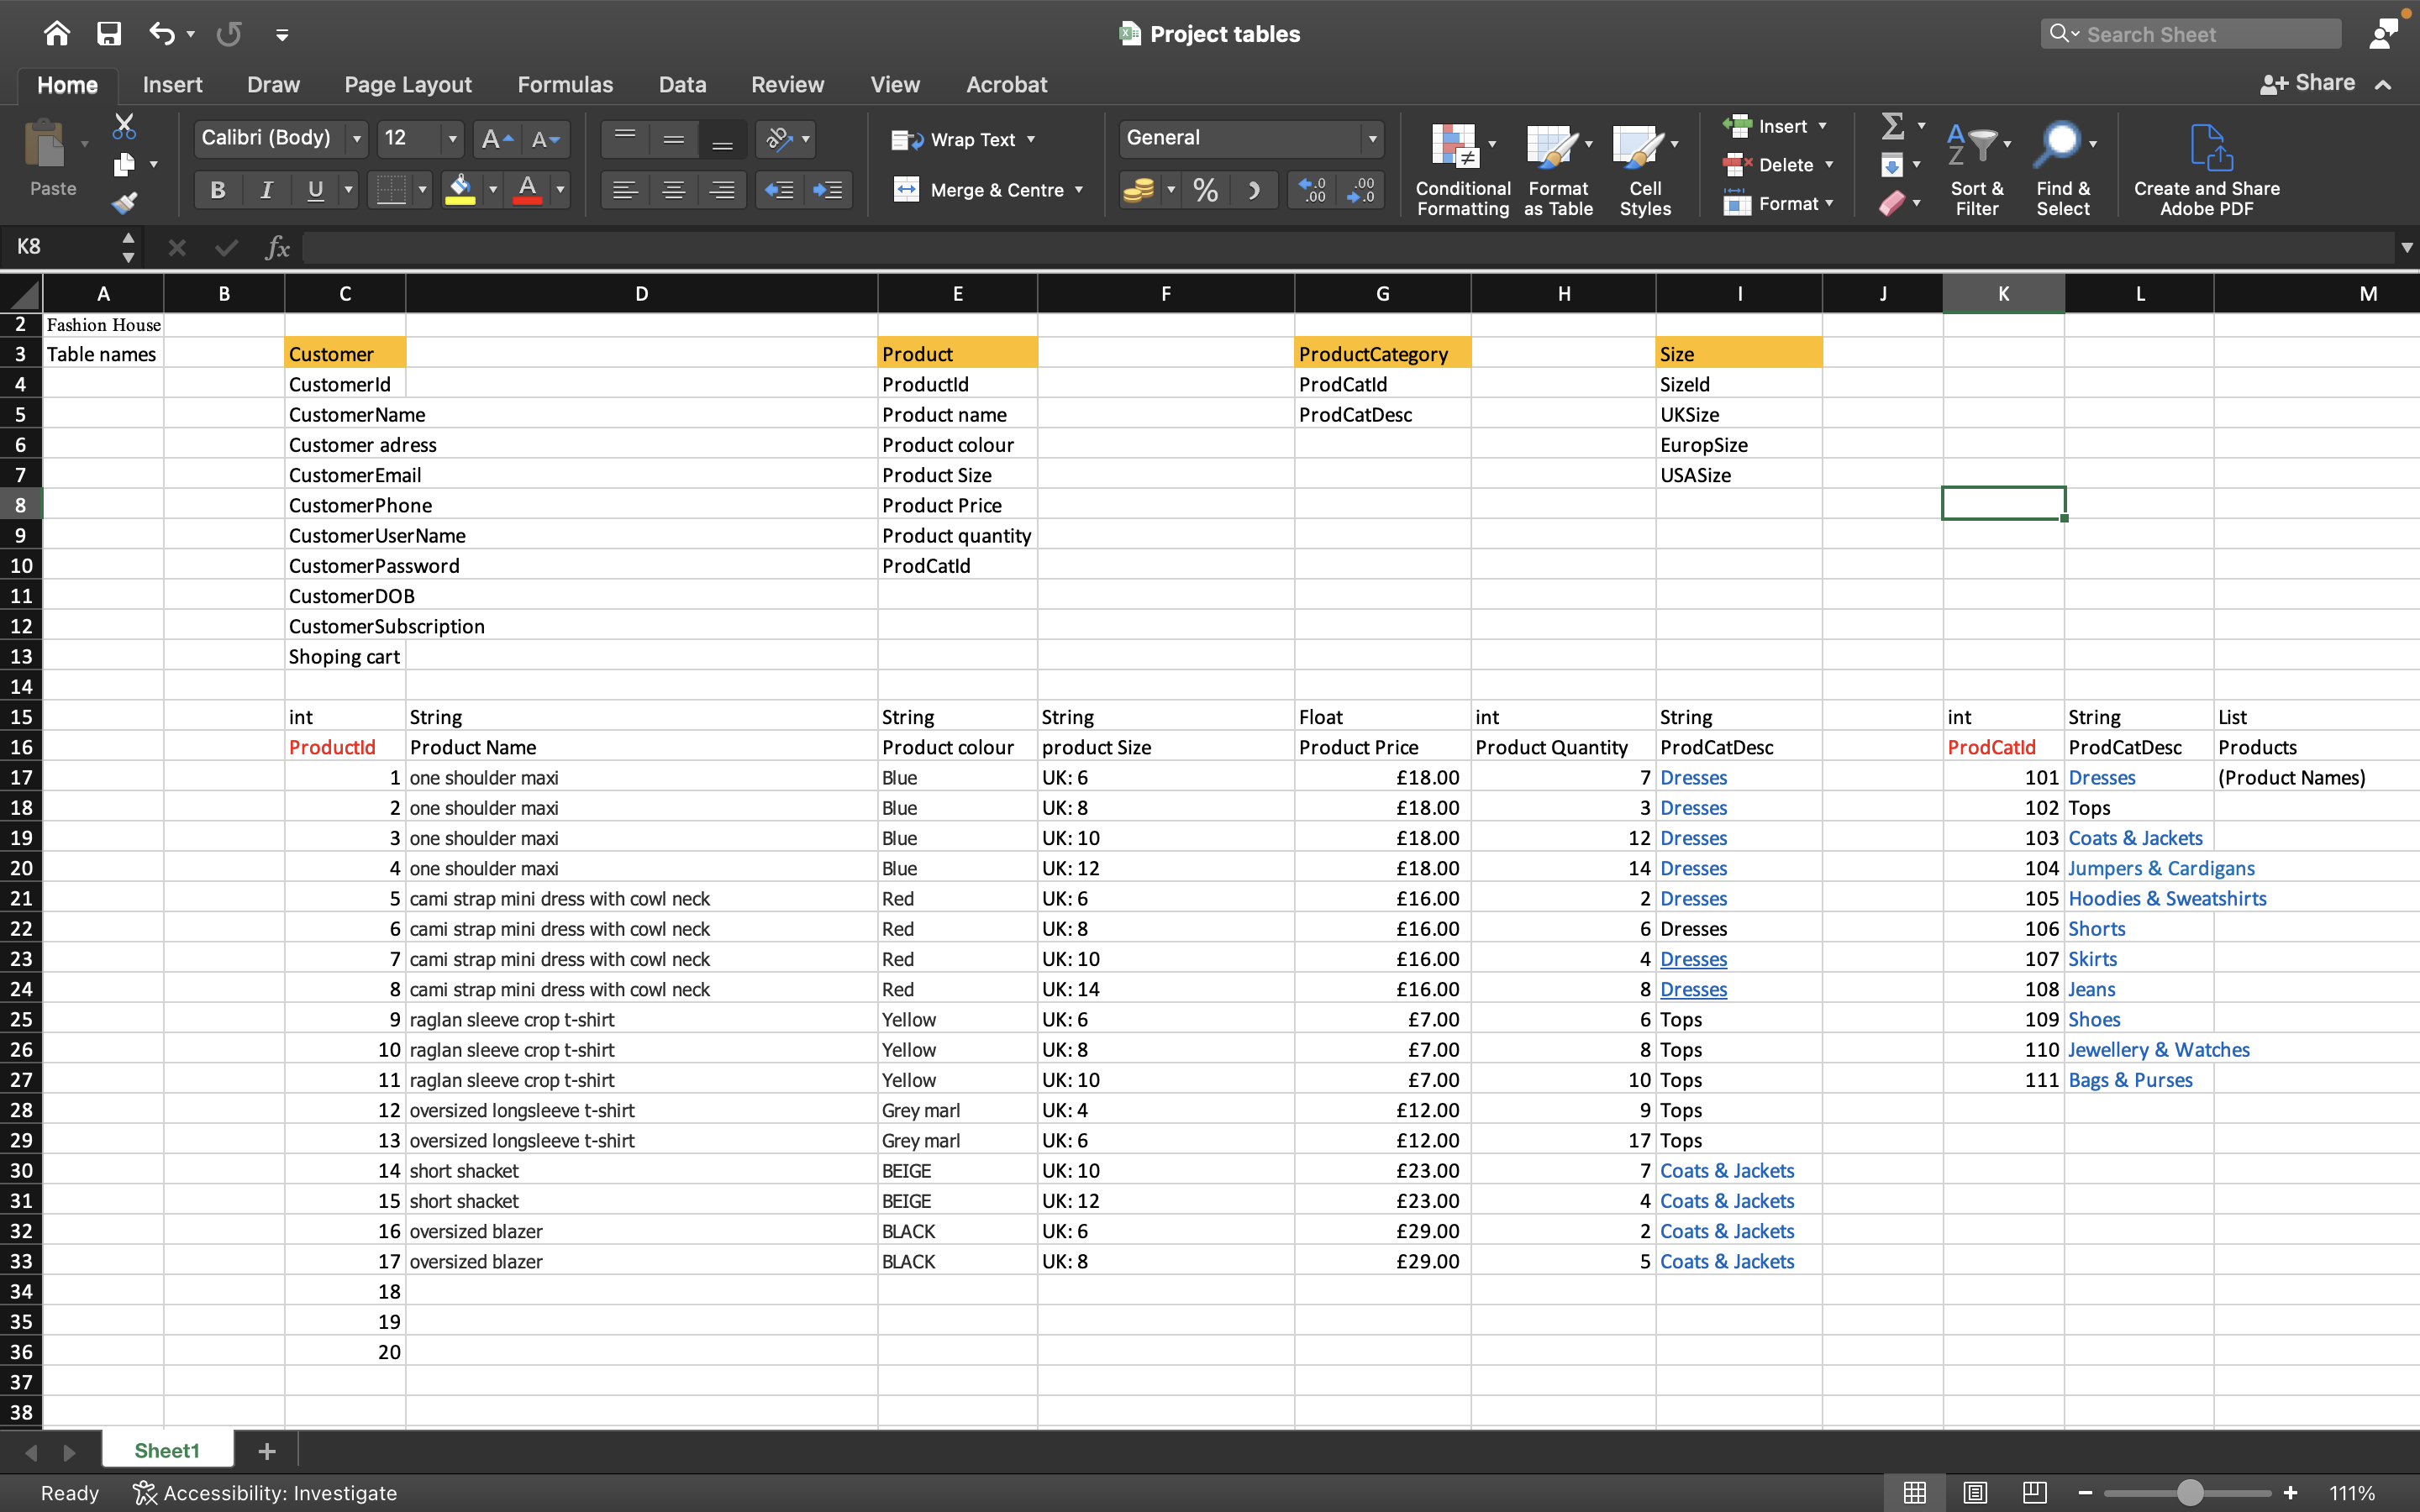 Project tables
Search Sheet
Home Insert Draw Page Layout Formulas Data Review View Acrobat Share
Paste
Calibri (Body) 12
Wrap Text
Merge & Centre
General
Conditional Formatting
Format as Table
Cell Styles
Insert
Delete
Format
Sort & Filter
Find & Select
Create and Share Adobe PDF
K8 fx
A B C D E F G H I J K L M
2 Fashion House
3 Table names Customer Product ProductCategory Size
4 CustomerId ProductId ProdCatId SizeId
5 CustomerName Product name ProdCatDesc UKSize
6 Customer adress Product colour EuropSize
7 CustomerEmail Product Size USASize
8 CustomerPhone Product Price
9 CustomerUserName Product quantity
10 CustomerPassword ProdCatId
11 CustomerDOB
12 CustomerSubscription
13 Shoping cart
14
15 int String String String Float int String int String List
16 ProductId Product Name Product colour product Size Product Price Product Quantity ProdCatDesc ProdCatId ProdCatDesc Products
17 1 one shoulder maxi Blue UK: 6 £18.00 7 Dresses 101 Dresses (Product Names)
18 2 one shoulder maxi Blue UK: 8 £18.00 3 Dresses 102 Tops
19 3 one shoulder maxi Blue UK: 10 £18.00 12 Dresses 103 Coats & Jackets
20 4 one shoulder maxi Blue UK: 12 £18.00 14 Dresses 104 Jumpers & Cardigans
21 5 cami strap mini dress with cowl neck Red UK: 6 £16.00 2 Dresses 105 Hoodies & Sweatshirts
22 6 cami strap mini dress with cowl neck Red UK: 8 £16.00 6 Dresses 106 Shorts
23 7 cami strap mini dress with cowl neck Red UK: 10 £16.00 4 Dresses 107 Skirts
24 8 cami strap mini dress with cowl neck Red UK: 14 £16.00 8 Dresses 108 Jeans
25 9 raglan sleeve crop t-shirt Yellow UK: 6 £7.00 6 Tops 109 Shoes
26 10 raglan sleeve crop t-shirt Yellow UK: 8 £7.00 8 Tops 110 Jewellery & Watches
27 11 raglan sleeve crop t-shirt Yellow UK: 10 £7.00 10 Tops 111 Bags & Purses
28 12 oversized longsleeve t-shirt Grey marl UK: 4 £12.00 9 Tops
29 13 oversized longsleeve t-shirt Grey marl UK: 6 £12.00 17 Tops
30 14 short shacket BEIGE UK: 10 £23.00 7 Coats & Jackets
31 15 short shacket BEIGE UK: 12 £23.00 4 Coats & Jackets
32 16 oversized blazer BLACK UK: 6 £29.00 2 Coats & Jackets
33 17 oversized blazer BLACK UK: 8 £29.00 5 Coats & Jackets
34 18
35 19
36 20
37
38
Sheet1
Ready Accessibility: Investigate 111%